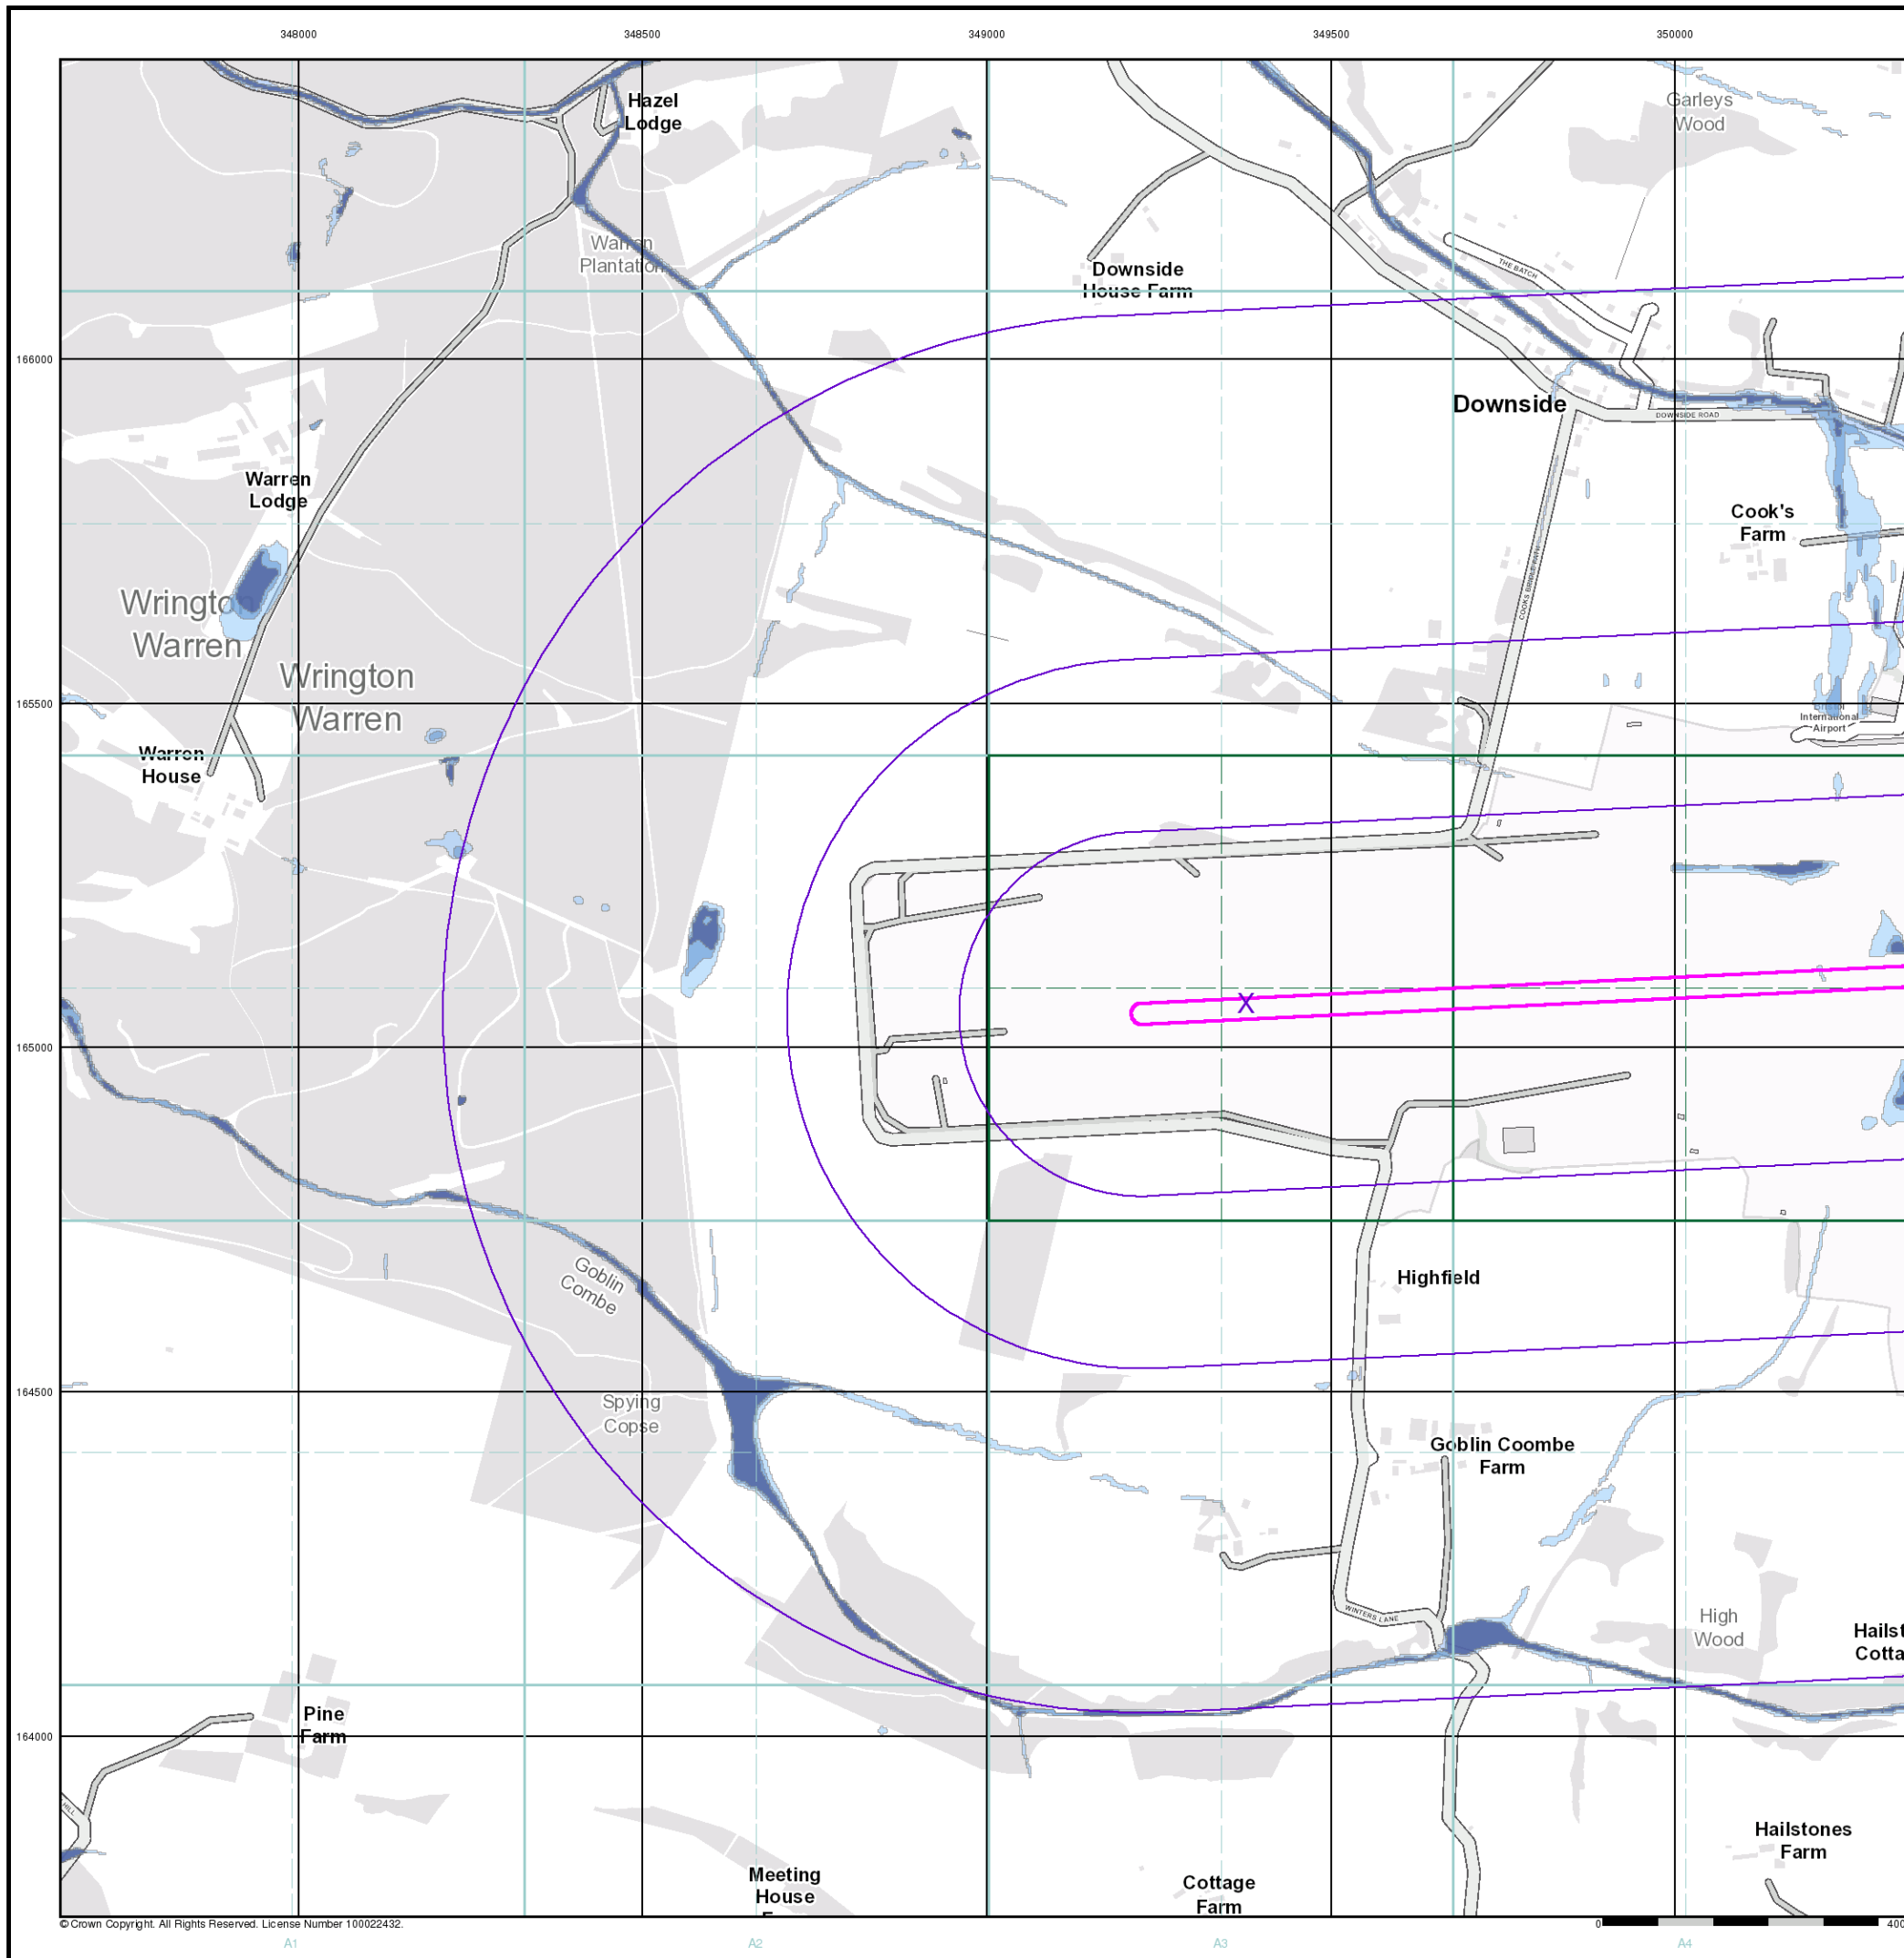 348000 348500 349000 349500 350000
Hazel
Lodge
Garleys
Wood
Warren
Plantation
Downside
House Farm
THE BATCH
166000
Downside
DOWNSIDE ROAD
Warren
Lodge
Cook's
Farm
COOKS BRIDLE PATH
Wrington
Warren
Wrington
Warren
165500
Bristol
International
Airport
Warren
House
X
165000
Goblin
Combe
Highfield
164500
Spying
Copse
Goblin Coombe
Farm
WINTERS LANE
High
Wood
Hailst
Cotta
Pine
Farm
164000
HILL
Hailstones
Farm
Meeting
House
Cottage
Farm
© Crown Copyright. All Rights Reserved. License Number 100022432.
0 400
A1 A2 A3 A4